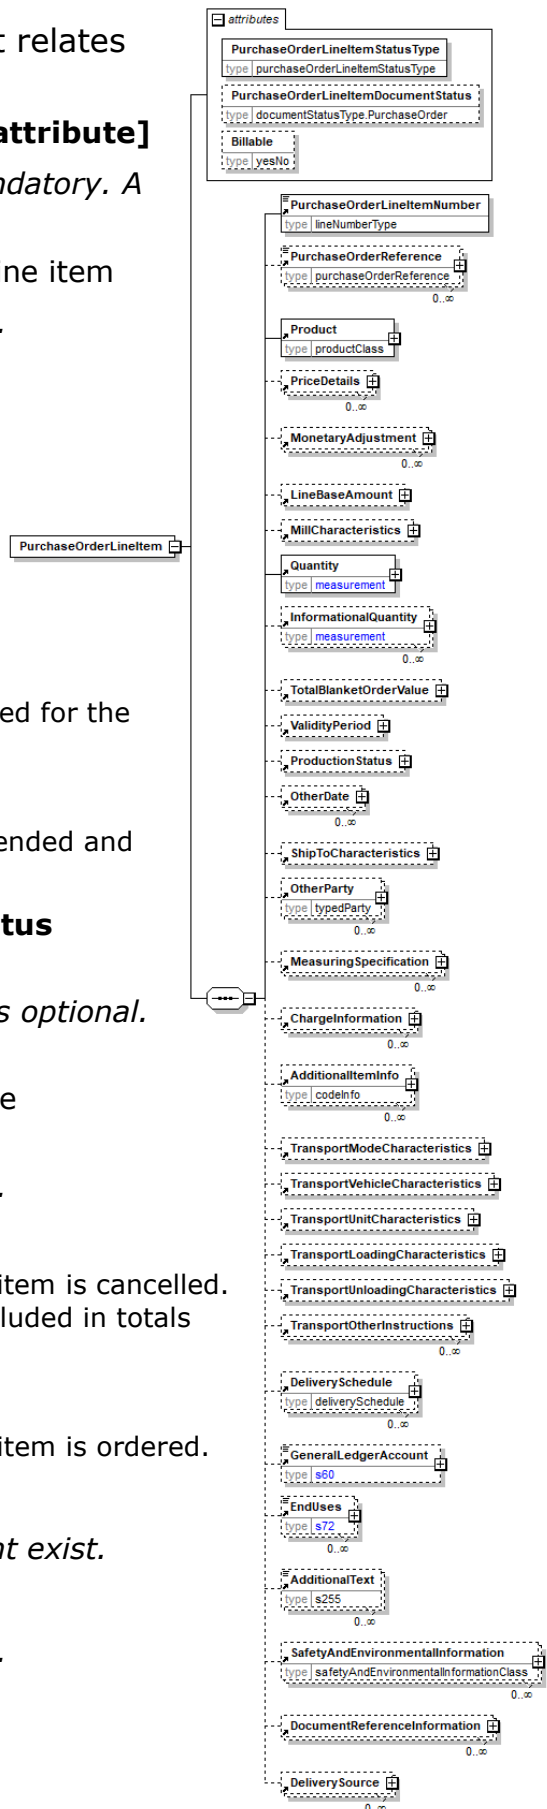 t relates
attribute]
ndatory. A
ine item
.
ed for the
ended and
tus
s optional.
e
.
item is cancelled.
cluded in totals
item is ordered.
nt exist.
.
attributes
PurchaseOrderLineItemStatusType
type purchaseOrderLineItemStatusType
PurchaseOrderLineItemDocumentStatus
type documentStatusType.PurchaseOrder
Billable
type yesNo
PurchaseOrderLineItem
PurchaseOrderLineItemNumber
type lineNumberType
PurchaseOrderReference
type purchaseOrderReference
0..∞
Product
type productClass
PriceDetails
0..∞
MonetaryAdjustment
0..∞
LineBaseAmount
MillCharacteristics
Quantity
type measurement
InformationalQuantity
type measurement
0..∞
TotalBlanketOrderValue
ValidityPeriod
ProductionStatus
OtherDate
0..∞
ShipToCharacteristics
OtherParty
type typedParty
0..∞
MeasuringSpecification
0..∞
ChargeInformation
0..∞
AdditionalItemInfo
type codeInfo
0..∞
TransportModeCharacteristics
TransportVehicleCharacteristics
TransportUnitCharacteristics
TransportLoadingCharacteristics
TransportUnloadingCharacteristics
TransportOtherInstructions
0..∞
DeliverySchedule
type deliverySchedule
0..∞
GeneralLedgerAccount
type s60
EndUses
type s72
0..∞
AdditionalText
type s255
0..∞
SafetyAndEnvironmentalInformation
type safetyAndEnvironmentalInformationClass
0..∞
DocumentReferenceInformation
0..∞
DeliverySource
0..∞